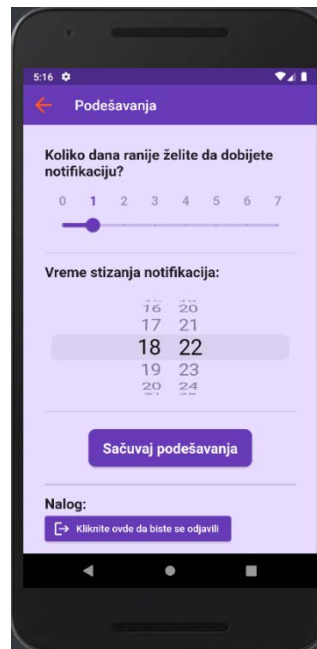 5:16
Podešavanja
Koliko dana ranije želite da dobijete
notifikaciju?
0 1 2 3 4 5 6 7
Vreme stizanja notifikacija:
16 20
17 21
18 22
19 23
20 24
Sačuvaj podešavanja
Nalog:
Kliknite ovde da biste se odjavili